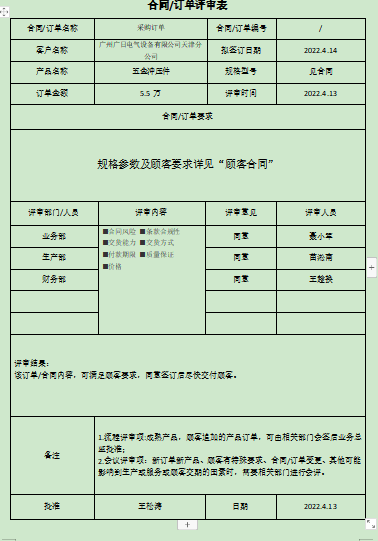 合同/订单评审表
合同/订单名称 采购订单 合同/订单编号 /
客户名称 广州广日电气设备有限公司天津分公司 拟签订日期 2022.4.14
产品名称 五金冲压件 规格型号 见合同
订单金额 5.5 万 评审时间 2022.4.13
合同/订单要求
规格参数及顾客要求详见“顾客合同”
评审部门/人员 评审内容 评审意见 评审人员
■合同风险 ■条款合规性
■交货能力 ■交货方式
■付款期限 ■质量保证
■价格
业务部 同意 聂小军
生产部 同意 苗淞南
财务部 同意 王楚换
评审结果:
该订单/合同内容，可满足顾客要求，同意签订后尽快交付顾客。
备注
1.流程评审项:成熟产品，顾客追加的产品订单，可由相关部门会签后业务总
监批准；
2.会议评审项: 新订单新产品、顾客有特殊要求、合同/订单变更、其他可能
影响到生产或服务或顾客交期的因素时，需要相关部门进行会评。
批准 王松涛 日期 2022.4.13